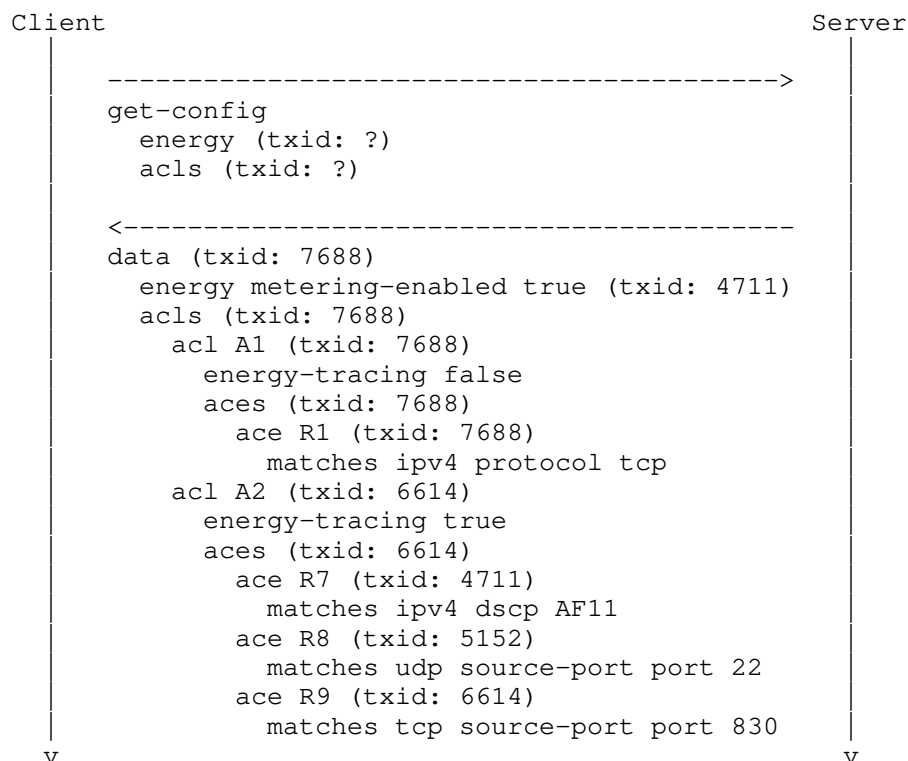 Client Server
------------------------------------------>
get-config
energy (txid: ?)
acls (txid: ?)
<------------------------------------------
data (txid: 7688)
energy metering-enabled true (txid: 4711)
acls (txid: 7688)
acl A1 (txid: 7688)
energy-tracing false
aces (txid: 7688)
ace R1 (txid: 7688)
matches ipv4 protocol tcp
acl A2 (txid: 6614)
energy-tracing true
aces (txid: 6614)
ace R7 (txid: 4711)
matches ipv4 dscp AF11
ace R8 (txid: 5152)
matches udp source-port port 22
ace R9 (txid: 6614)
matches tcp source-port port 830
v v